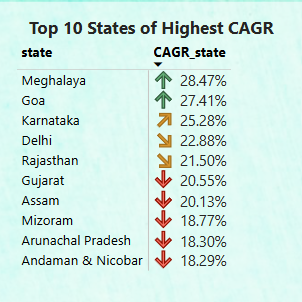 Top 10 States of Highest CAGR
state CAGR_state
Meghalaya 28.47%
Goa 27.41%
Karnataka 25.28%
Delhi 22.88%
Rajasthan 21.50%
Gujarat 20.55%
Assam 20.13%
Mizoram 18.77%
Arunachal Pradesh 18.30%
Andaman & Nicobar 18.29%